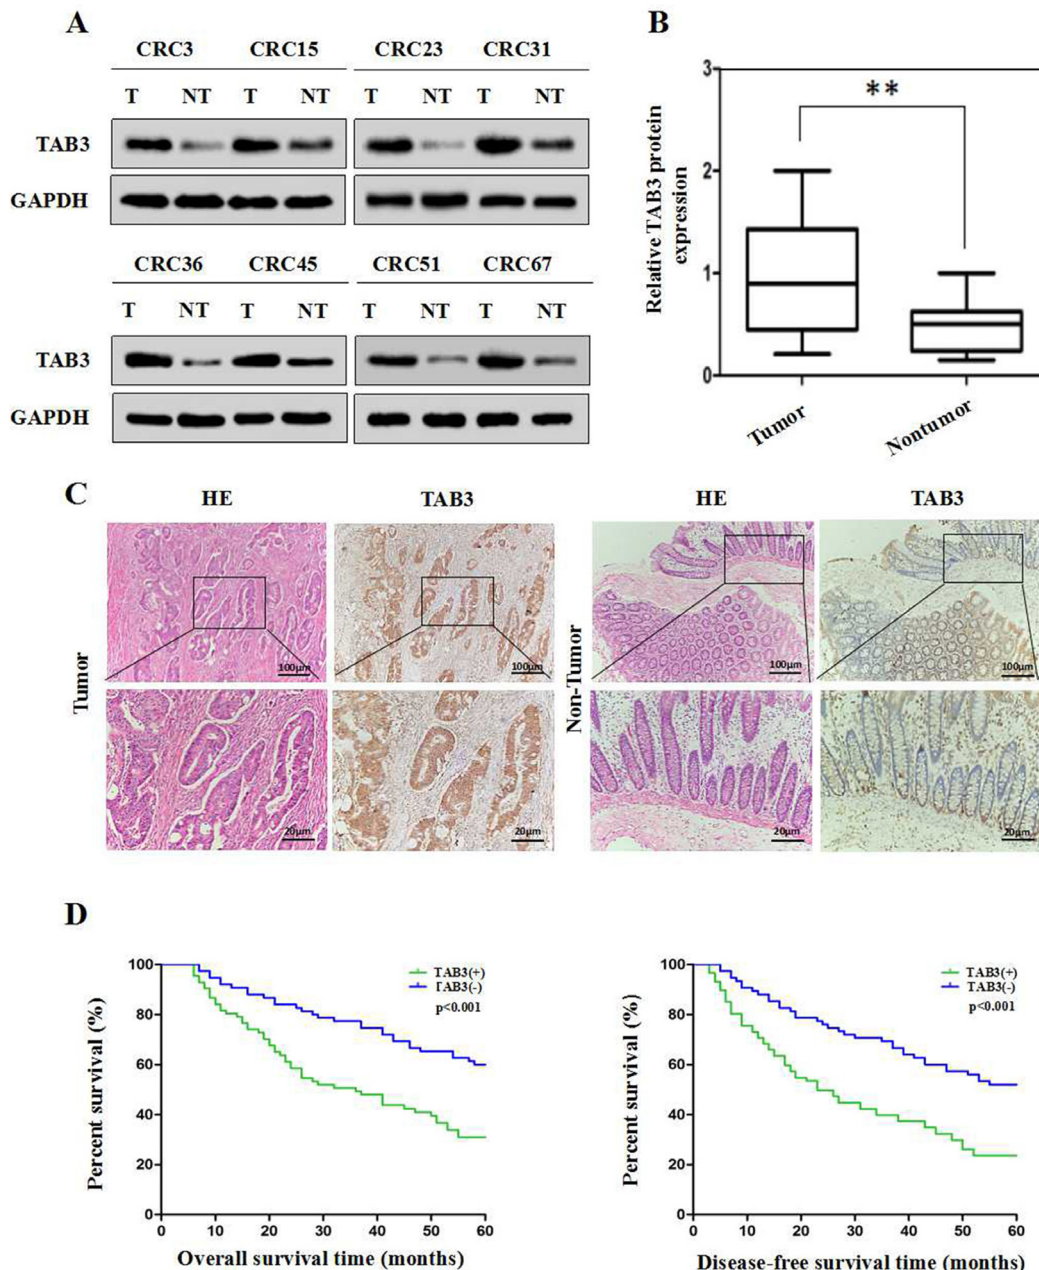 A
CRC3 CRC15 CRC23 CRC31
T NT T NT T NT T NT
TAB3
GAPDH
CRC36 CRC45 CRC51 CRC67
T NT T NT T NT T NT
TAB3
GAPDH
B
3
2
1
0
Relative TAB3 protein
expression
**
Tumor
Nontumor
C
HE TAB3 HE TAB3
Tumor
100μm 100μm
20μm 20μm
Non-Tumor
100μm 100μm
20μm 20μm
D
Percent survival (%)
100
80
60
40
20
0
TAB3(+)
TAB3(-)
p<0.001
0 10 20 30 40 50 60
Overall survival time (months)
Percent survival (%)
100
80
60
40
20
0
TAB3(+)
TAB3(-)
p<0.001
0 10 20 30 40 50 60
Disease-free survival time (months)